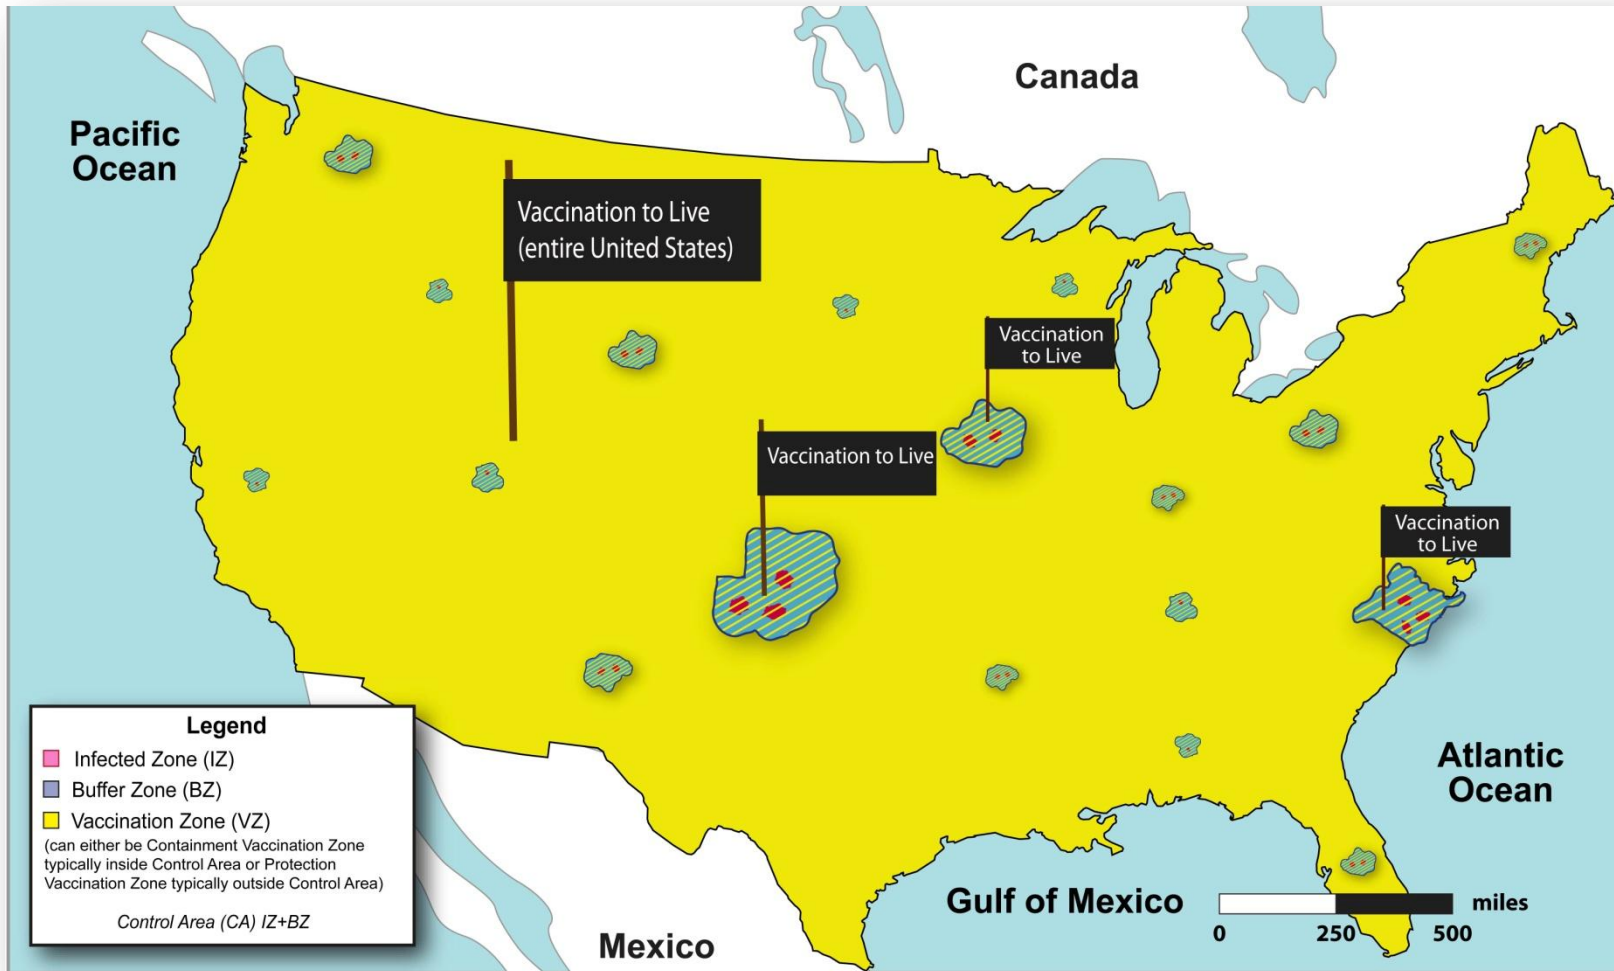 Canada
Pacific
Ocean
Vaccination to Live
(entire United States)
Vaccination
to Live
Vaccination to Live
Vaccination
to Live
Legend
Infected Zone (IZ)
Buffer Zone (BZ)
Vaccination Zone (VZ)
(can either be Containment Vaccination Zone
typically inside Control Area or Protection
Vaccination Zone typically outside Control Area)
Control Area (CA) IZ+BZ
Atlantic
Ocean
Gulf of Mexico
miles
0 250 500
Mexico